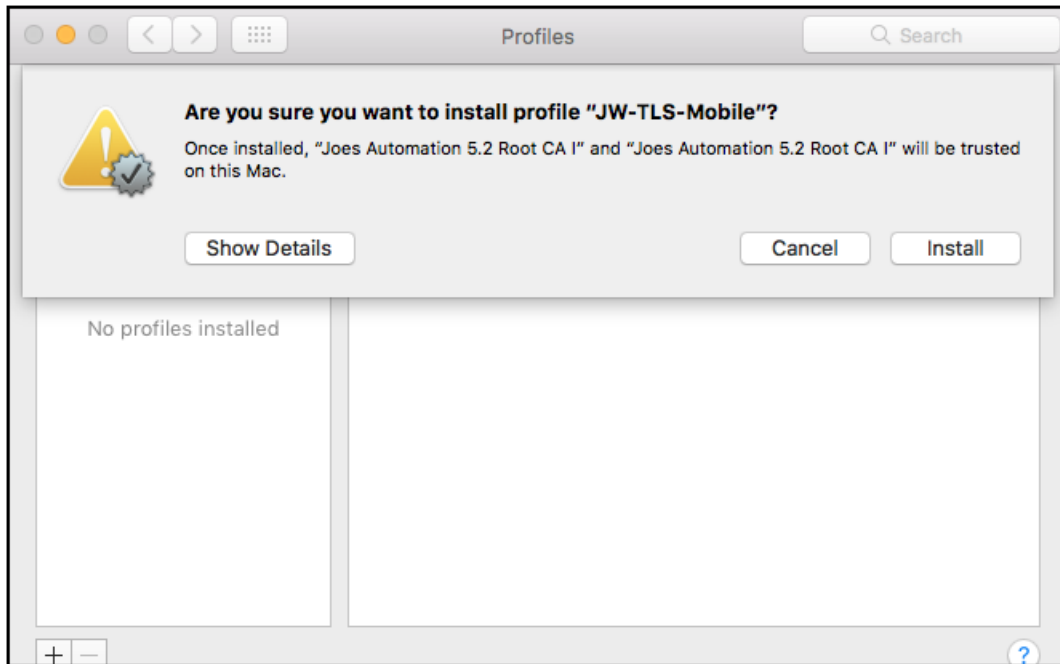 Profiles
Search
Are you sure you want to install profile “JW-TLS-Mobile”?
Once installed, “Joes Automation 5.2 Root CA I” and “Joes Automation 5.2 Root CA I” will be trusted
on this Mac.
Show Details
Cancel
Install
No profiles installed
+
−
?